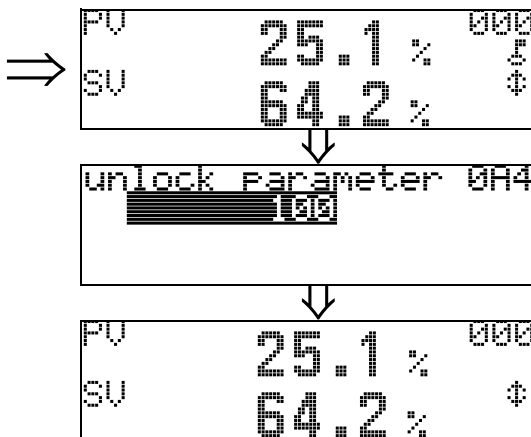 PV 25.1 % 000
SV 64.2 %
unlock parameter 0A4
100
PV 25.1 % 000
SV 64.2 %